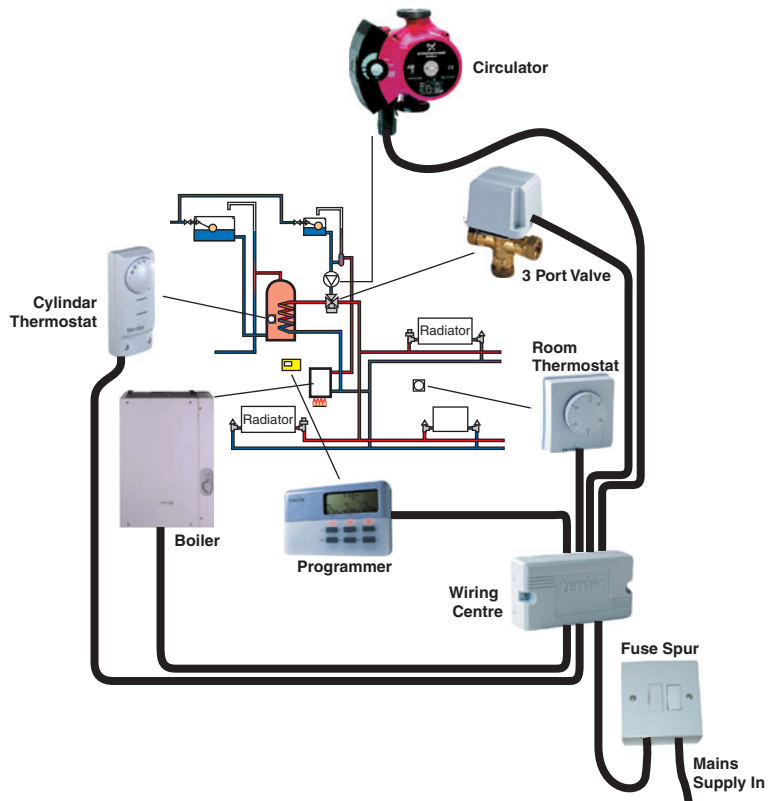 Circulator
3 Port Valve
Cylindar
Thermostat
Radiator
Room
Thermostat
Radiator
Boiler
Programmer
Wiring
Centre
Fuse Spur
Mains
Supply In